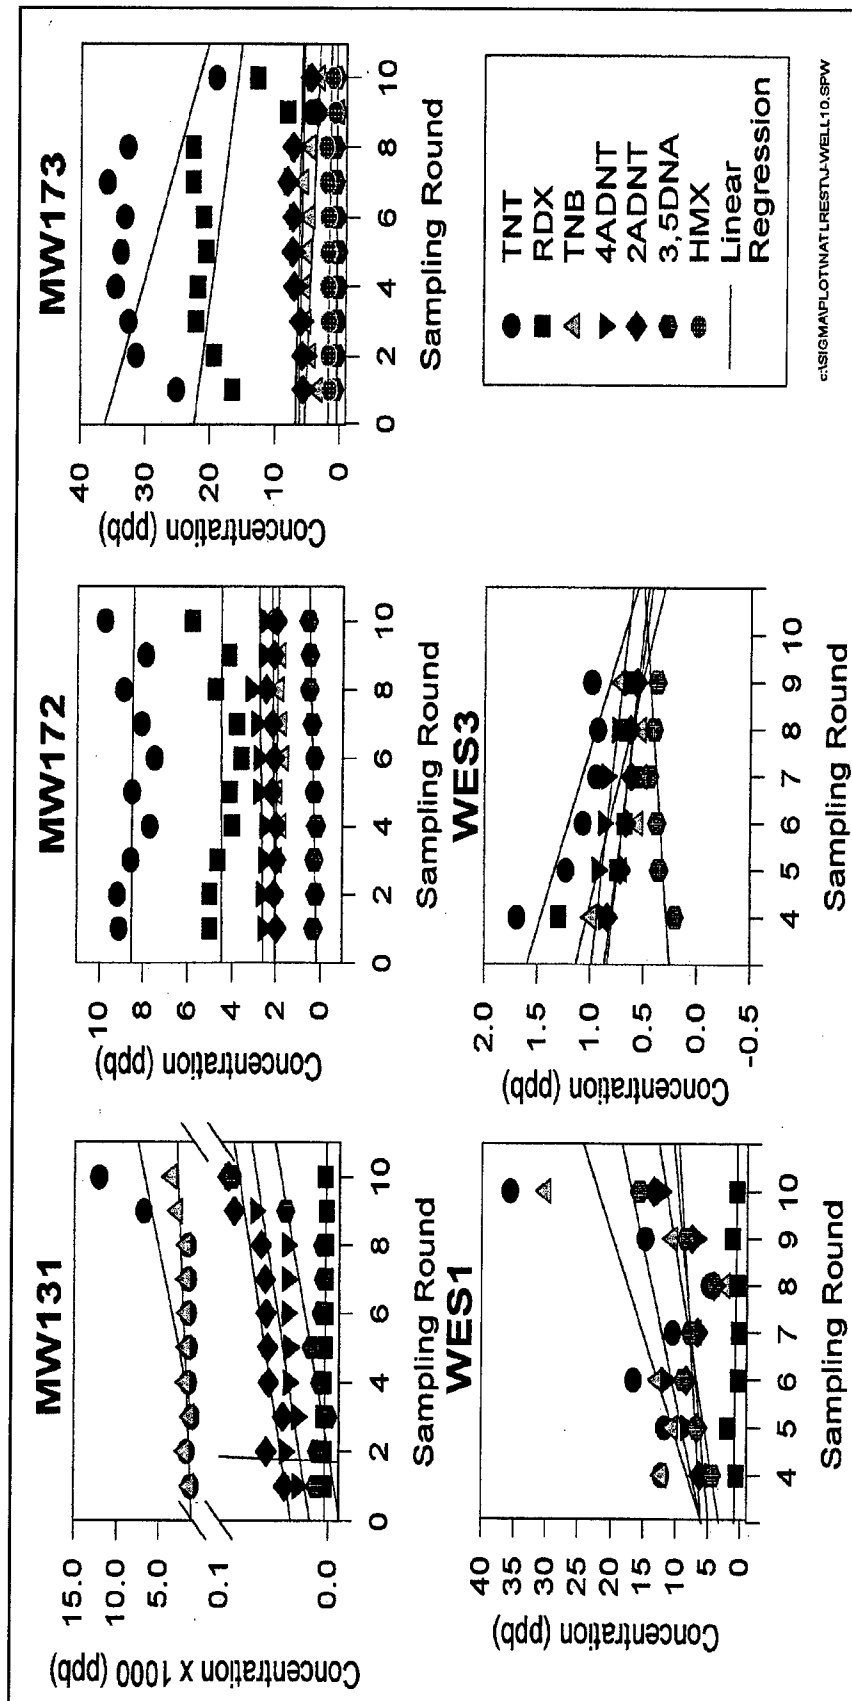 MW131
Concentration x 1000 (ppb)
15.0
10.0
5.0
0.1
0.0
0 2 4 6 8 10
Sampling Round
MW172
Concentration (ppb)
10
8
6
4
2
0
0 2 4 6 8 10
Sampling Round
MW173
Concentration (ppb)
40
30
20
10
0
0 2 4 6 8 10
Sampling Round
WES1
Concentration (ppb)
40
35
30
25
20
15
10
5
0
4 5 6 7 8 9 10
Sampling Round
WES3
Concentration (ppb)
2.0
1.5
1.0
0.5
0.0
-0.5
4 5 6 7 8 9 10
Sampling Round
TNT
RDX
TNB
4ADNT
2ADNT
3,5DNA
HMX
Linear
Regression
c:\SIGMAPLOT\NATLREST\J-WELL10.SPW